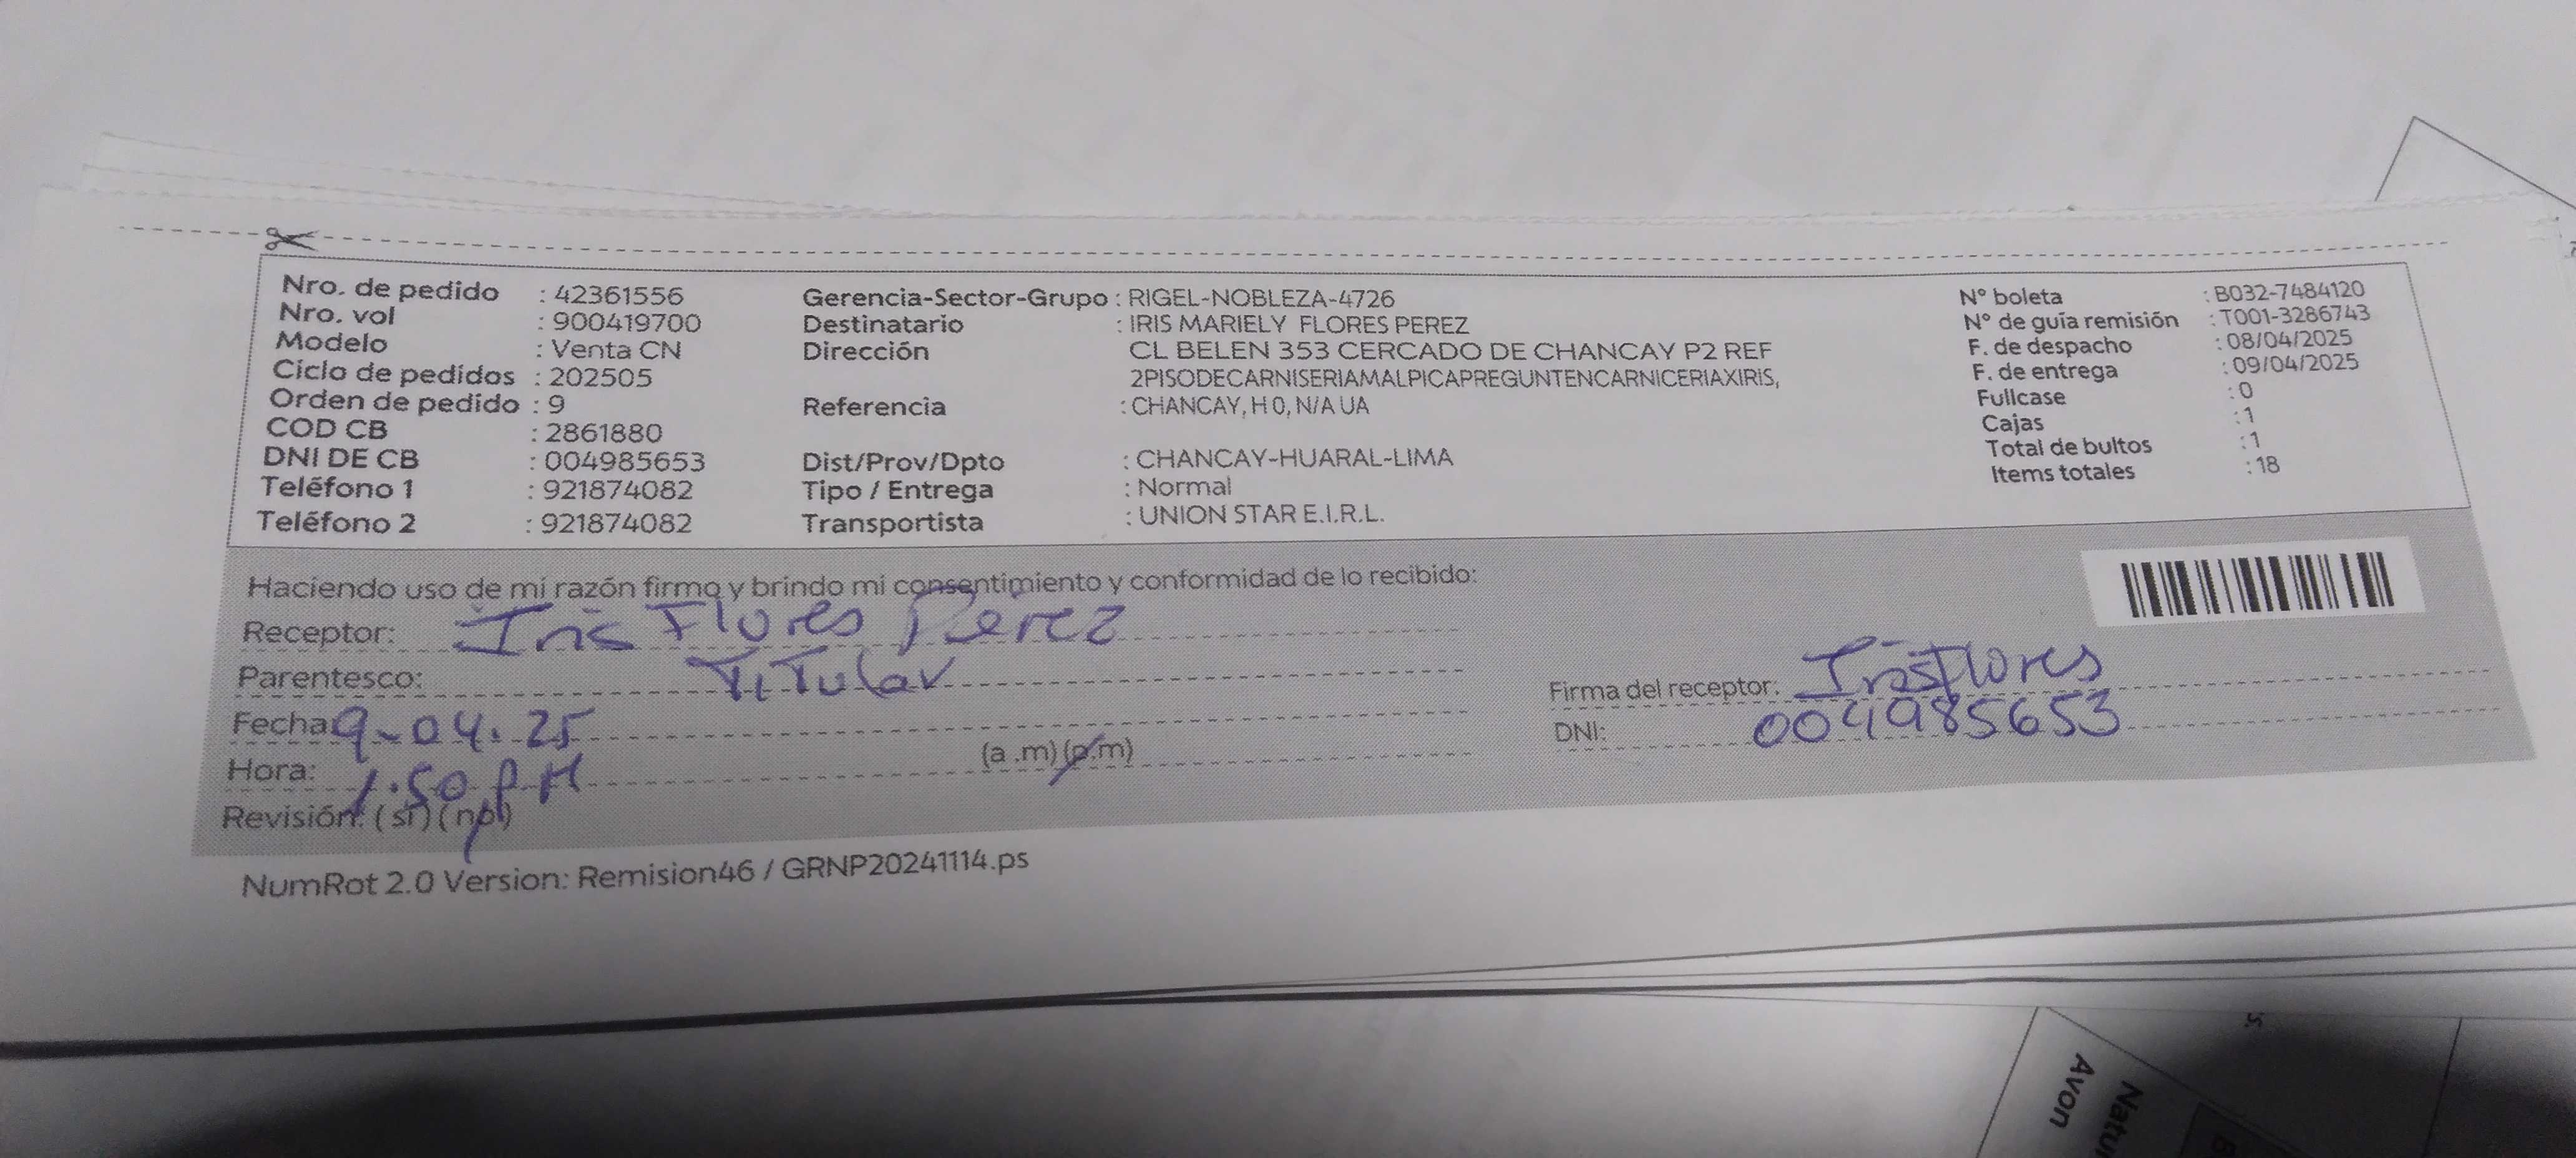 Nro. de pedido : 42361556
Nro. vol : 900419700
Modelo : Venta CN
Ciclo de pedidos : 202505
Orden de pedido : 9
COD CB : 2861880
DNI DE CB : 004985653
Teléfono 1 : 921874082
Teléfono 2 : 921874082
Gerencia-Sector-Grupo : RIGEL-NOBLEZA-4726
Destinatario : IRIS MARIELY FLORES PEREZ
Dirección CL BELEN 353 CERCADO DE CHANCAY P2 REF
2PISODECARNISERIAMALPICAPREGUNTENCARNICERIAXIRIS,
Referencia : CHANCAY, H 0, N/A UA
Dist/Prov/Dpto : CHANCAY-HUARAL-LIMA
Tipo / Entrega : Normal
Transportista : UNION STAR E.I.R.L.
N° boleta : B032-7484120
N° de guía remisión : T001-3286743
F. de despacho : 08/04/2025
F. de entrega : 09/04/2025
Fullcase : 0
Cajas : 1
Total de bultos : 1
Items totales : 18
Haciendo uso de mi razón firmo y brindo mi consentimiento y conformidad de lo recibido:
Receptor: Iris Flores Perez
Parentesco: TiTular
Fecha: 9-04.25
Hora: 1.50 PM (a .m) (p.m)
Revisión: (si) (no)
Firma del receptor: Iris Flores
DNI: 004985653
NumRot 2.0 Version: Remision46 / GRNP20241114.ps
Avon